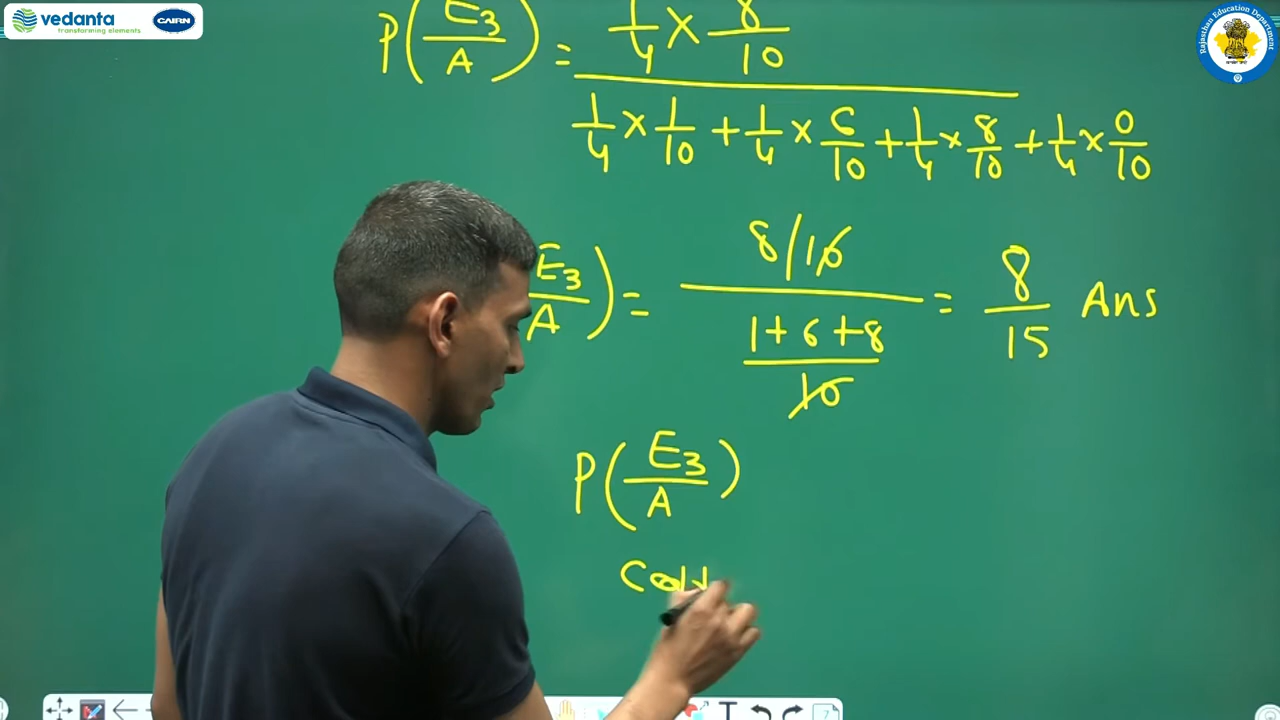 vedanta
transforming elements
CAIRN
Rajasthan Education Department
P(E₃/A) = 1/4 × 8/10
1/4 × 1/10 + 1/4 × 6/10 + 1/4 × 8/10 + 1/4 × 0/10
E₃/A) = 8/10 / 1+6+8/10 = 8/15 Ans
P(E₃/A)
T
7